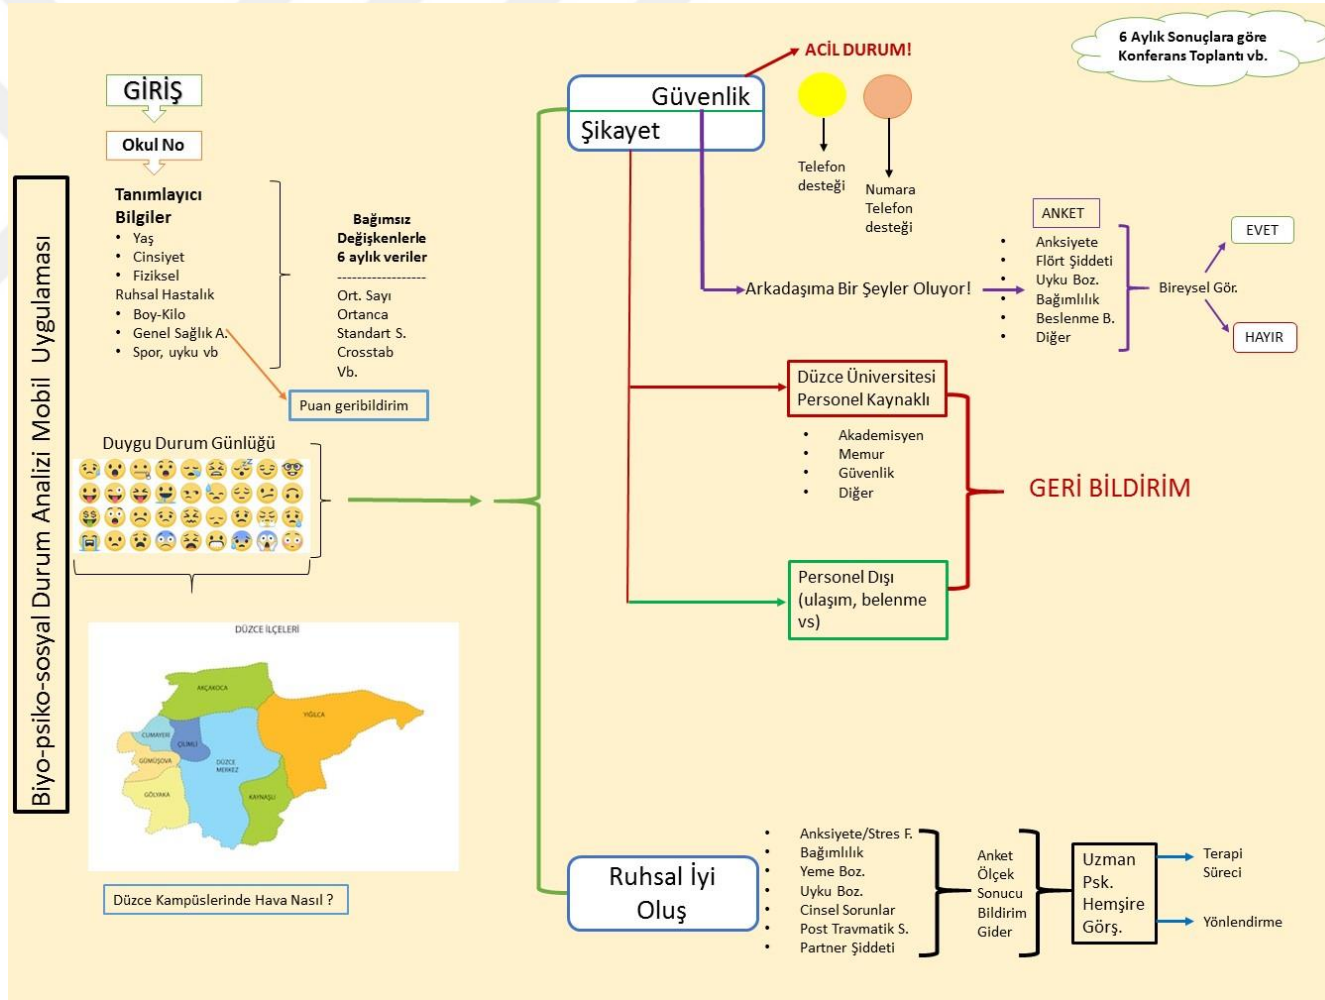 6 Aylık Sonuçlara göre
Konferans Toplantı vb.
Biyo-psiko-sosyal Durum Analizi Mobil Uygulaması
GİRİŞ
Okul No
Tanımlayıcı
Bilgiler
• Yaş
• Cinsiyet
• Fiziksel
Ruhsal Hastalık
• Boy-Kilo
• Genel Sağlık A.
• Spor, uyku vb
Bağımsız
Değişkenlerle
6 aylık veriler
-------------------
Ort. Sayı
Ortanca
Standart S.
Crosstab
Vb.
Puan geribildirim
Duygu Durum Günlüğü
DÜZCE İLÇELERİ
AKÇAKOCA
YIĞILCA
CUMAYERİ
ÇİLİMLİ
GÜMÜŞOVA
DÜZCE
MERKEZ
GÖLYAKA
KAYNAŞLI
Düzce Kampüslerinde Hava Nasıl ?
Güvenlik
Şikayet
ACİL DURUM!
Telefon
desteği
Numara
Telefon
desteği
Arkadaşıma Bir Şeyler Oluyor!
ANKET
• Anksiyete
• Flört Şiddeti
• Uyku Boz.
• Bağımlılık
• Beslenme B.
• Diğer
Bireysel Gör.
EVET
HAYIR
Düzce Üniversitesi
Personel Kaynaklı
• Akademisyen
• Memur
• Güvenlik
• Diğer
GERİ BİLDİRİM
Personel Dışı
(ulaşım, belenme
vs)
Ruhsal İyi
Oluş
• Anksiyete/Stres F.
• Bağımlılık
• Yeme Boz.
• Uyku Boz.
• Cinsel Sorunlar
• Post Travmatik S.
• Partner Şiddeti
Anket
Ölçek
Sonucu
Bildirim
Gider
Uzman
Psk.
Hemşire
Görş.
Terapi
Süreci
Yönlendirme